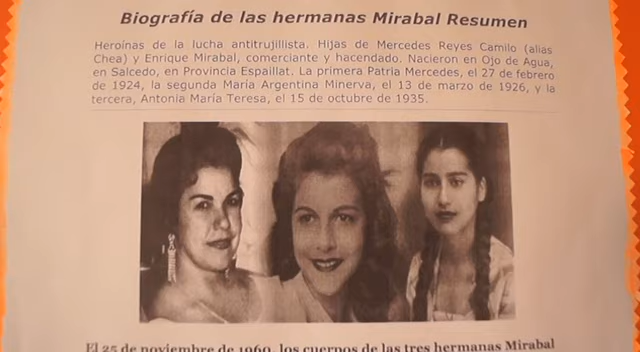 Biografía de las hermanas Mirabal Resumen
Heroínas de la lucha antitrujillista. Hijas de Mercedes Reyes Camilo (alias
Chea) y Enrique Mirabal, comerciante y hacendado. Nacieron en Ojo de Agua,
en Salcedo, en Provincia Espaillat. La primera Patria Mercedes, el 27 de febrero
de 1924, la segunda María Argentina Minerva, el 13 de marzo de 1926, y la
tercera, Antonia María Teresa, el 15 de octubre de 1935.
El 25 de noviembre de 1960, los cuerpos de las tres hermanas Mirabal